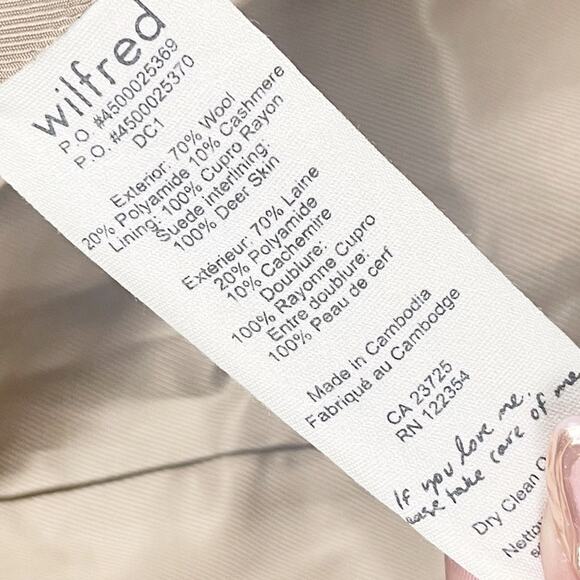 wilfred
P.O #4500025369
P.O. #4500025370
DC1
Exterior: 70% Wool
20% Polyamide 10% Cashmere
Lining: 100% Cupro Rayon
Suede interlining:
100% Deer Skin
Extérieur: 70% Laine
20% Polyamide
10% Cachemire
Doublure:
100% Rayonne Cupro
Entre doublure:
100% Peau de cerf
Made in Cambodia
Fabriqué au Cambodge
CA 23725
RN 122354
If you love me,
take care of me
Dry Clean